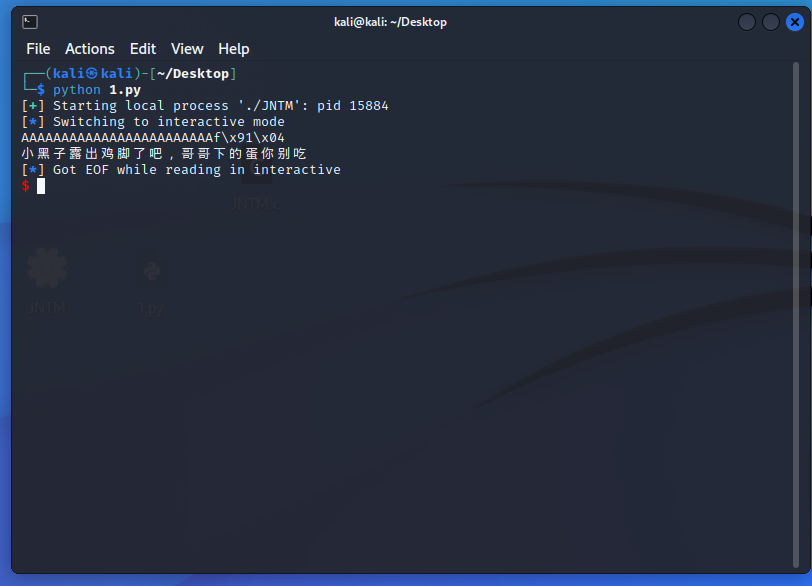 kali@kali: ~/Desktop
File Actions Edit View Help
┌──(kali㉿kali)-[~/Desktop]
└─$ python 1.py
[+] Starting local process './JNTM': pid 15884
[*] Switching to interactive mode
AAAAAAAAAAAAAAAAAAAAAAAAf\x91\x04
小黑子露出鸡脚了吧，哥哥下的蛋你别吃
[*] Got EOF while reading in interactive
$
JNTM
1.py